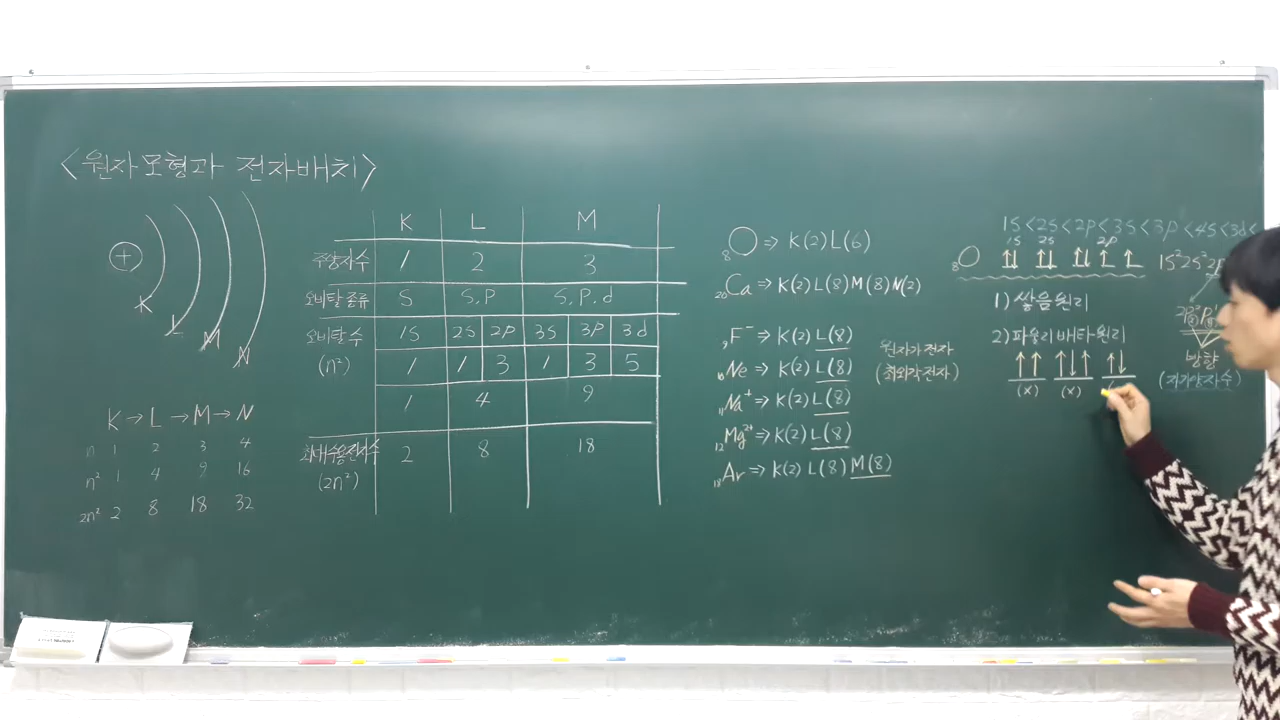 <원자모형과 전자배치>
+
K
L
M
N
K → L → M → N
n 1 2 3 4
n² 1 4 9 16
2n² 2 8 18 32
K L M
주양자수 1 2 3
오비탈 종류 S S.P S.P.d
오비탈 수 1S 2S 2P 3S 3P 3d
(n²) 1 1 3 1 3 5
1 4 9
최대수용전자수 2 8 18
(2n²)
₈O ⇒ K(2)L(6)
₂₀Ca ⇒ K(2)L(8)M(8)N(2)
₉F⁻ ⇒ K(2) L(8)
₁₀Ne ⇒ K(2) L(8)
₁₁Na⁺ ⇒ K(2) L(8)
₁₂Mg²⁺ ⇒ K(2) L(8)
₁₈Ar ⇒ K(2) L(8) M(8)
원자가 전자
(최외각 전자)
1S < 2S < 2P < 3S < 3P < 4S < 3d <
1S 2S 2P
₈O ↑↓ ↑↓ ↑↓ ↑ ↑ 1S²2S²2P
1) 쌓음 원리
2) 파울리 배타 원리
↑↑ ↑↓↑ ↑↓
(×) (×)
방향
(자기양자수)